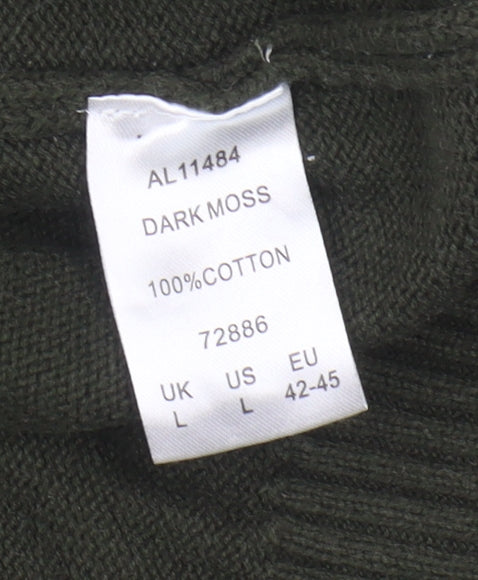 AL11484
DARK MOSS
100%COTTON
72886
UK US EU
L L 42-45